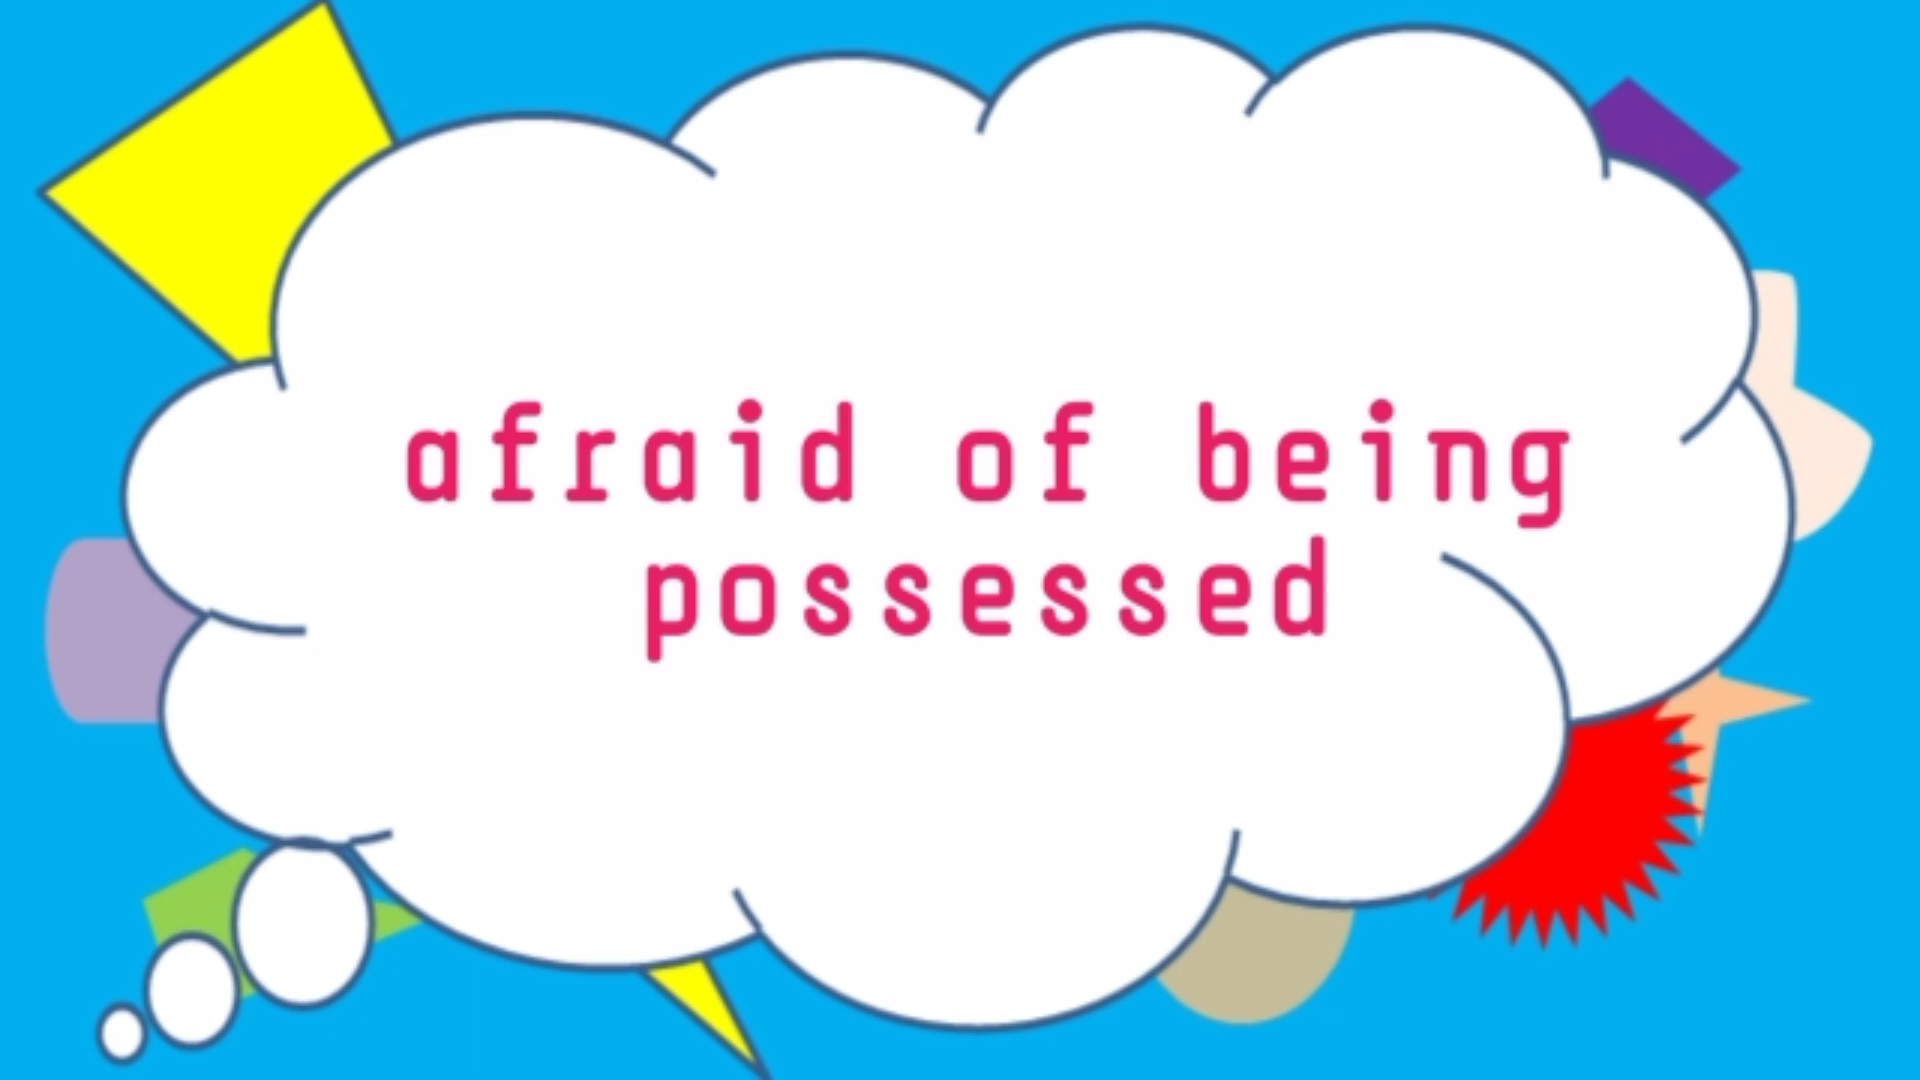 afraid of being
possessed